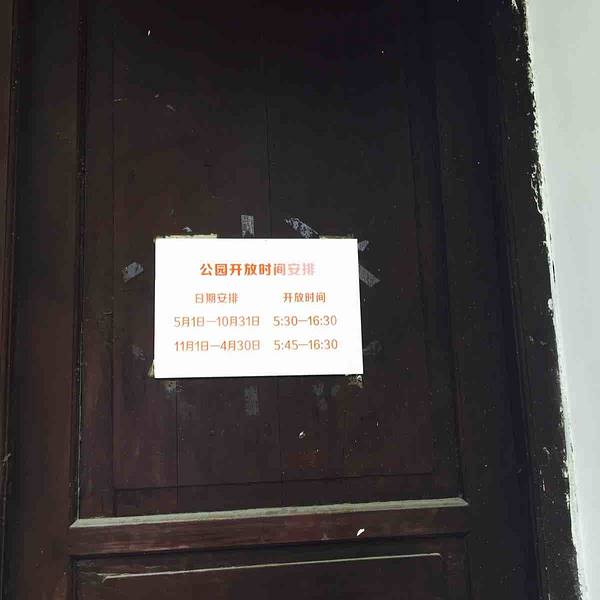 公园开放时间安排
日期安排 开放时间
5月1日—10月31日 5:30—16:30
11月1日—4月30日 5:45—16:30